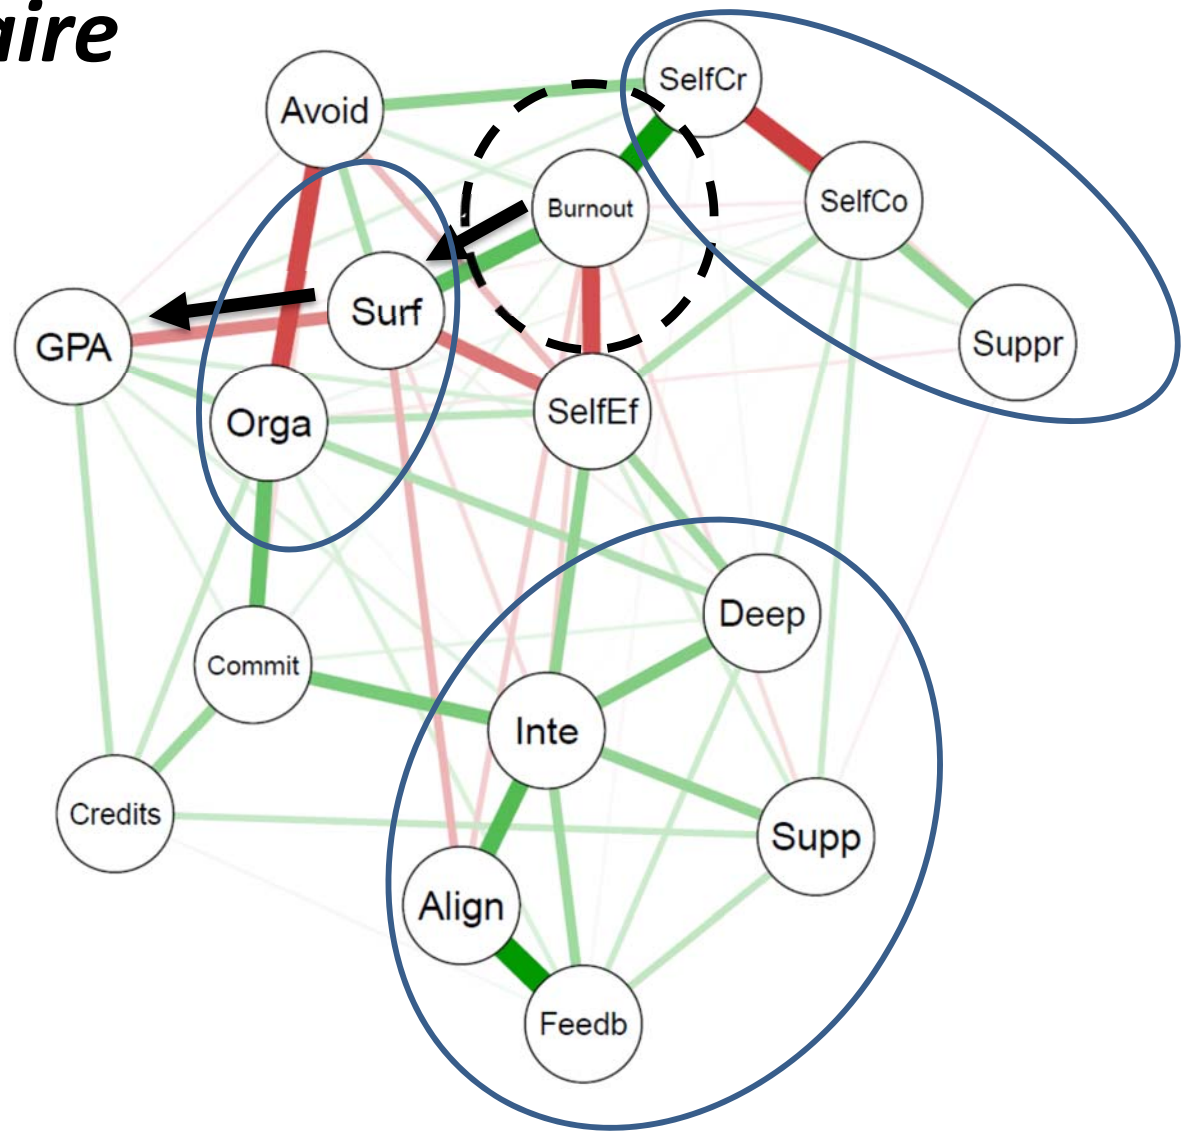 aire
SelfCr
Avoid
SelfCo
Burnout
Surf
Suppr
GPA
SelfEf
Orga
Deep
Commit
Inte
Credits
Supp
Align
Feedb